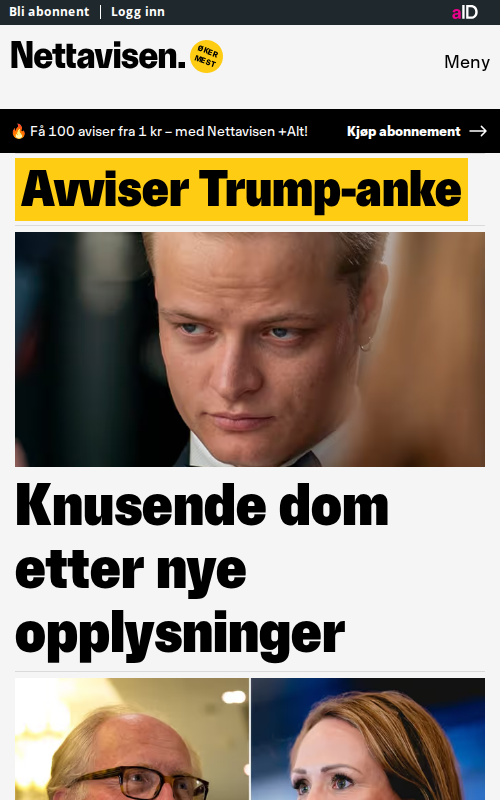 Bli abonnent | Logg inn
aID
Nettavisen.
ØKER
MEST
Meny
🔥 Få 100 aviser fra 1 kr – med Nettavisen +Alt!
Kjøp abonnement →
Avviser Trump-anke
Knusende dom
etter nye
opplysninger